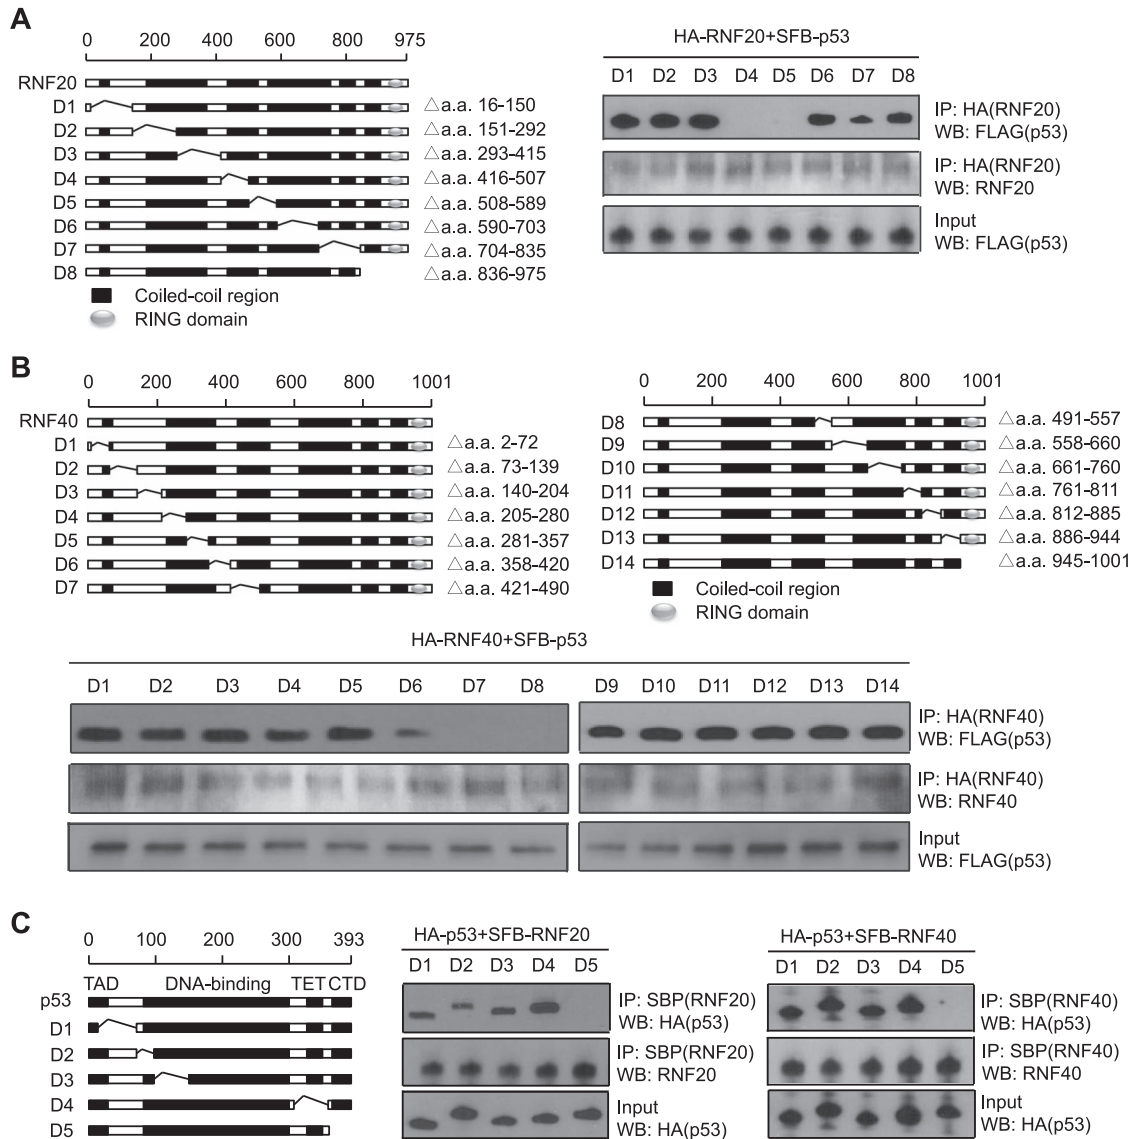 A
0 200 400 600 800 975
RNF20
D1 △a.a. 16-150
D2 △a.a. 151-292
D3 △a.a. 293-415
D4 △a.a. 416-507
D5 △a.a. 508-589
D6 △a.a. 590-703
D7 △a.a. 704-835
D8 △a.a. 836-975
Coiled-coil region
RING domain
HA-RNF20+SFB-p53
D1 D2 D3 D4 D5 D6 D7 D8
IP: HA(RNF20)
WB: FLAG(p53)
IP: HA(RNF20)
WB: RNF20
Input
WB: FLAG(p53)
B
0 200 400 600 800 1001
RNF40
D1 △a.a. 2-72
D2 △a.a. 73-139
D3 △a.a. 140-204
D4 △a.a. 205-280
D5 △a.a. 281-357
D6 △a.a. 358-420
D7 △a.a. 421-490
0 200 400 600 800 1001
D8 △a.a. 491-557
D9 △a.a. 558-660
D10 △a.a. 661-760
D11 △a.a. 761-811
D12 △a.a. 812-885
D13 △a.a. 886-944
D14 △a.a. 945-1001
Coiled-coil region
RING domain
HA-RNF40+SFB-p53
D1 D2 D3 D4 D5 D6 D7 D8 D9 D10 D11 D12 D13 D14
IP: HA(RNF40)
WB: FLAG(p53)
IP: HA(RNF40)
WB: RNF40
Input
WB: FLAG(p53)
C
0 100 200 300 393
TAD DNA-binding TET CTD
p53
D1
D2
D3
D4
D5
HA-p53+SFB-RNF20
D1 D2 D3 D4 D5
IP: SBP(RNF20)
WB: HA(p53)
IP: SBP(RNF20)
WB: RNF20
Input
WB: HA(p53)
HA-p53+SFB-RNF40
D1 D2 D3 D4 D5
IP: SBP(RNF40)
WB: HA(p53)
IP: SBP(RNF40)
WB: RNF40
Input
WB: HA(p53)